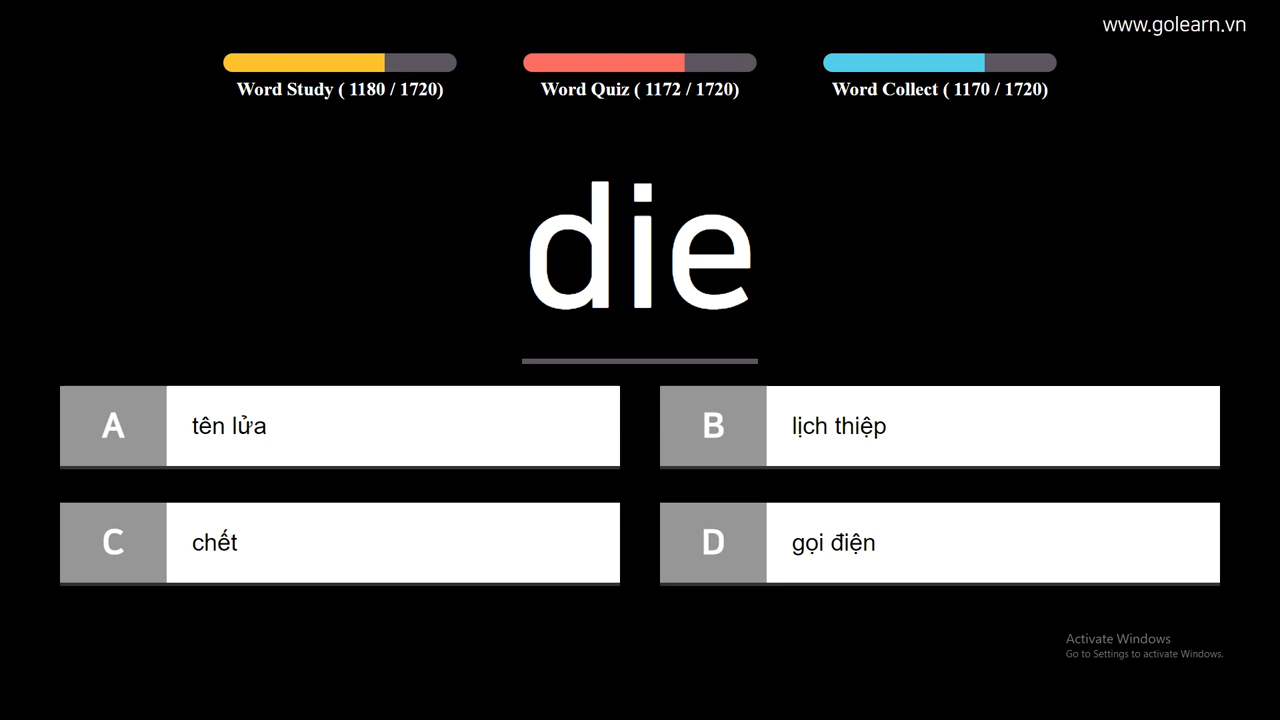 www.golearn.vn
Word Study ( 1180 / 1720)
Word Quiz ( 1172 / 1720)
Word Collect ( 1170 / 1720)
die
A tên lửa
B lịch thiệp
C chết
D gọi điện
Activate Windows
Go to Settings to activate Windows.